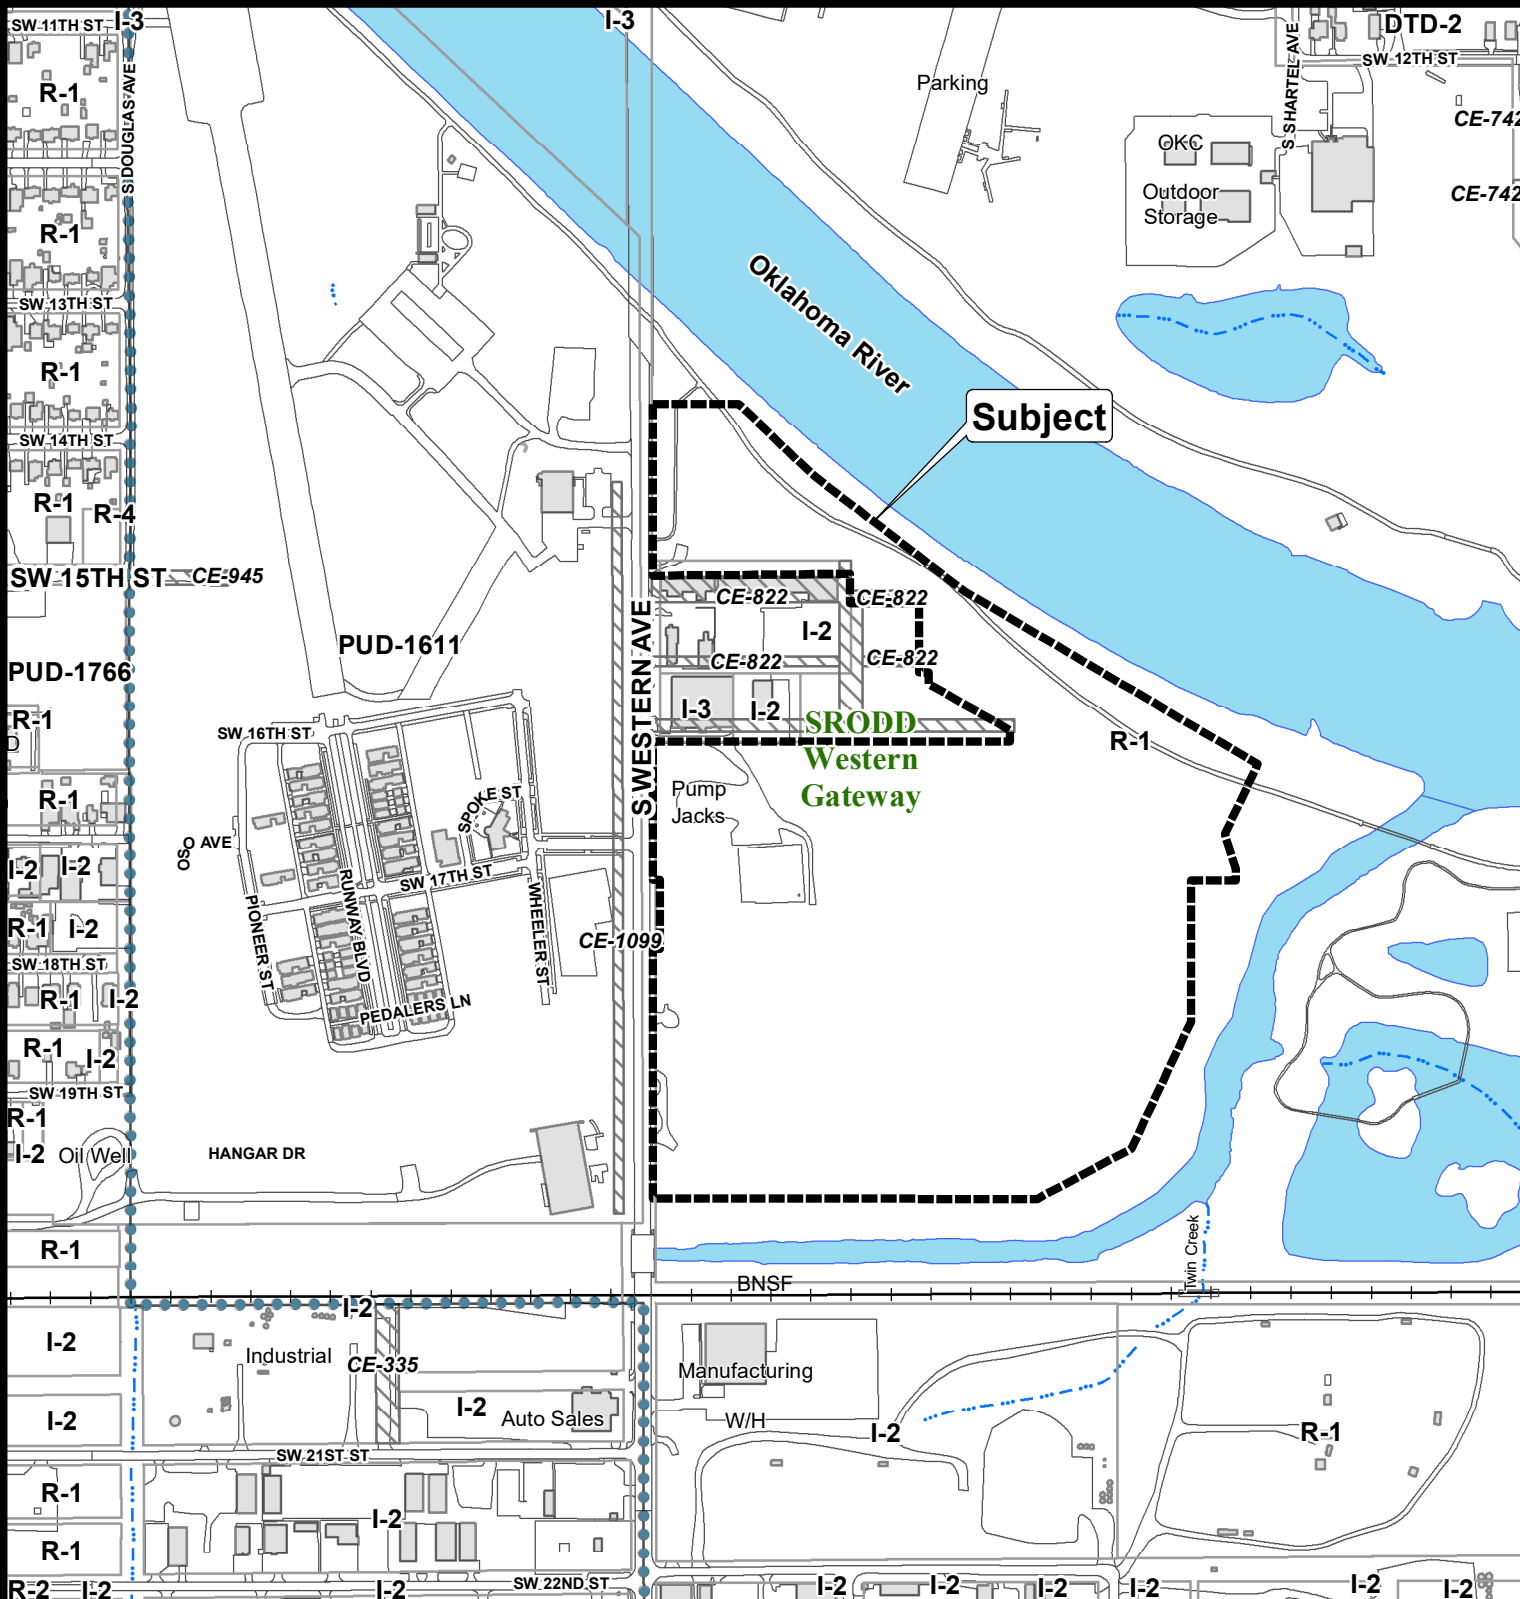 SW 11TH ST
I-3
I-3
DTD-2
SW 12TH ST
S SHARTEL AVE
Parking
R-1
S DOUGLAS AVE
CE-742
OKC
Outdoor
Storage
CE-742
R-1
Oklahoma River
SW 13TH ST
R-1
Subject
SW 14TH ST
R-1
R-4
SW 15TH ST
CE-945
CE-822
CE-822
I-2
PUD-1611
S WESTERN AVE
CE-822
CE-822
PUD-1766
R-1
I-3
I-2
SRODD
Western
Gateway
R-1
SW 16TH ST
Pump
Jacks
R-1
SPOKE ST
OSO AVE
I-2
I-2
SW 17TH ST
RUNWAY BLVD
PIONEER ST
WHEELER ST
R-1
I-2
CE-1099
SW 18TH ST
R-1
I-2
PEDALERS LN
R-1
I-2
SW 19TH ST
R-1
I-2
Oil Well
HANGAR DR
R-1
Twin Creek
BNSF
I-2
I-2
Industrial
CE-335
Manufacturing
I-2
I-2
Auto Sales
W/H
I-2
R-1
SW 21ST ST
R-1
I-2
R-1
R-2
I-2
I-2
SW 22ND ST
I-2
I-2
I-2
I-2
I-2
I-2